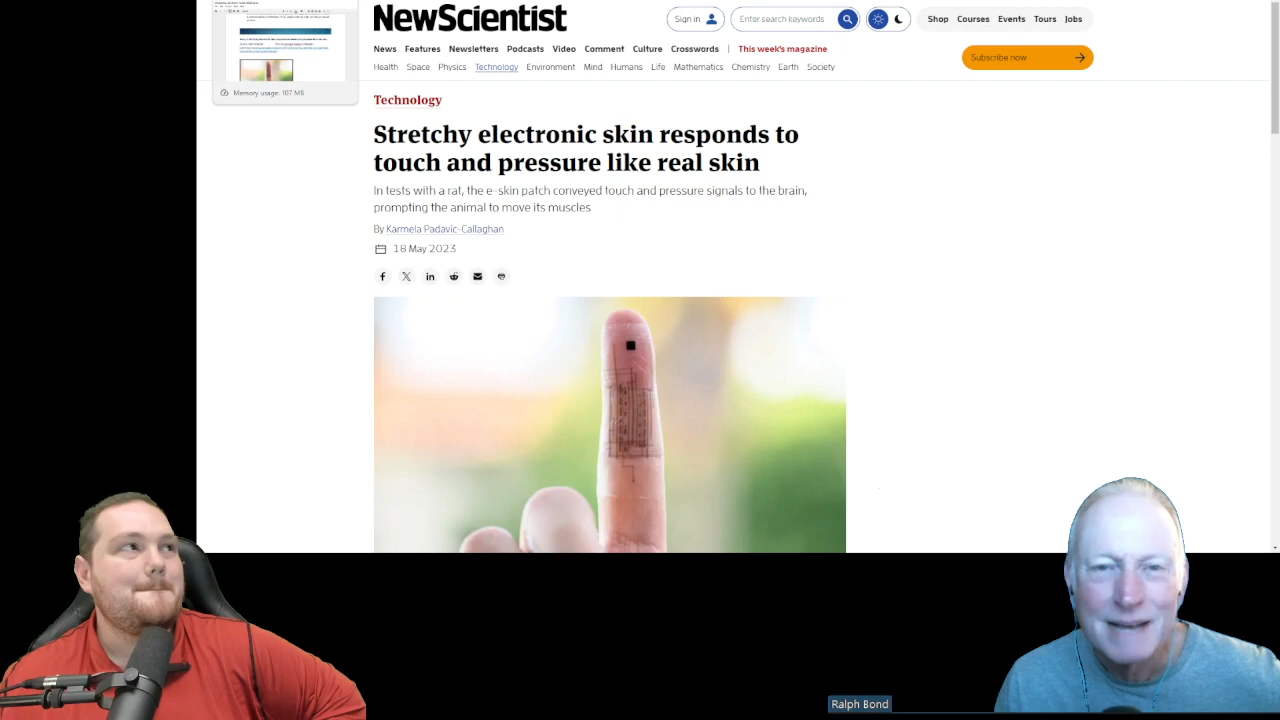 NewScientist
Sign in
Enter search keywords
Shop Courses Events Tours Jobs
News Features Newsletters Podcasts Video Comment Culture Crosswords | This week's magazine
Subscribe now
Health Space Physics Technology Environment Mind Humans Life Mathematics Chemistry Earth Society
Memory usage: 107 MB
Technology
Stretchy electronic skin responds to
touch and pressure like real skin
In tests with a rat, the e-skin patch conveyed touch and pressure signals to the brain,
prompting the animal to move its muscles
By Karmela Padavic-Callaghan
18 May 2023
Ralph Bond